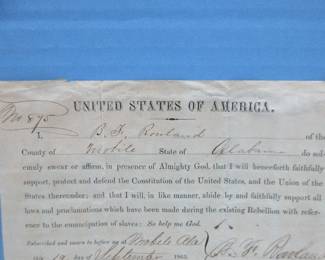 No 895
UNITED STATES OF AMERICA.
I, B. F. Rowland of the
County of Mobile State of Alabama do sol-
emnly swear or affirm, in presence of Almighty God, that I will henceforth faithfully
support, protect and defend the Constitution of the United States, and the Union of the
States thereunder; and that I will in like manner, abide by and faithfully support all
laws and proclamations which have been made during the existing Rebellion with refer-
ence to the emancipation of slaves: So help me God.
Subscribed and sworn to before me at Mobile Ala
19 September 1865 B. F. Rowland